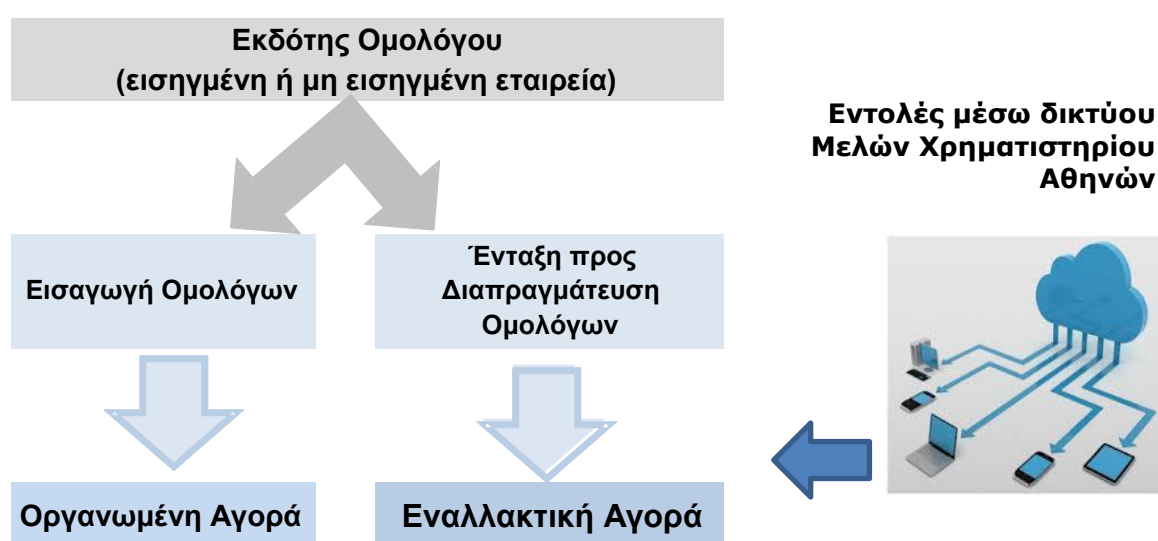 Εκδότης Ομολόγου
(εισηγμένη ή μη εισηγμένη εταιρεία)
Εντολές μέσω δικτύου
Μελών Χρηματιστηρίου
Αθηνών
Εισαγωγή Ομολόγων
Ένταξη προς
Διαπραγμάτευση
Ομολόγων
Οργανωμένη Αγορά
Εναλλακτική Αγορά